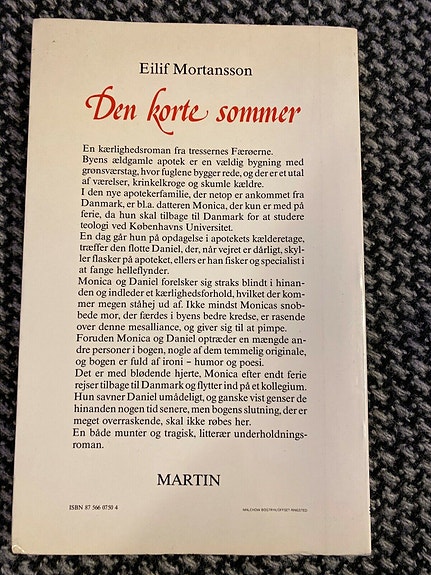 Eilif Mortansson
Den korte sommer
En kærlighedsroman fra tressernes Færøerne.
Byens ældgamle apotek er en vældig bygning med
grønsværstag, hvor fuglene bygger rede, og der er et utal
af værelser, krinkelkroge og skumle kældre.
I den nye apotekerfamilie, der netop er ankommet fra
Danmark, er bl.a. datteren Monica, der kun er med på
ferie, da hun skal tilbage til Danmark for at studere
teologi ved Københavns Universitet.
En dag går hun på opdagelse i apotekets kælderetage,
træffer den flotte Daniel, der, når vejret er dårligt, skyl-
ler flasker på apoteket, ellers er han fisker og specialist i
at fange helleflynder.
Monica og Daniel forelsker sig straks blindt i hinan-
den og indleder et kærlighedsforhold, hvilket der kom-
mer megen ståhej ud af. Ikke mindst Monicas snob-
bede mor, der færdes i byens bedre kredse, er rasende
over denne mesalliance, og giver sig til at pimpe.
Foruden Monica og Daniel optræder en mængde an-
dre personer i bogen, nogle af dem temmelig originale,
og bogen er fuld af ironi – humor og poesi.
Det er med blødende hjerte, Monica efter endt ferie
rejser tilbage til Danmark og flytter ind på et kollegium.
Hun savner Daniel umådeligt, og ganske vist genser de
hinanden nogen tid senere, men bogens slutning, der er
meget overraskende, skal ikke røbes her.
En både munter og tragisk, litterær underholdnings-
roman.
MARTIN
ISBN 87 566 0750 4
MALCHOW BOGTRYK/OFFSET RINGSTED